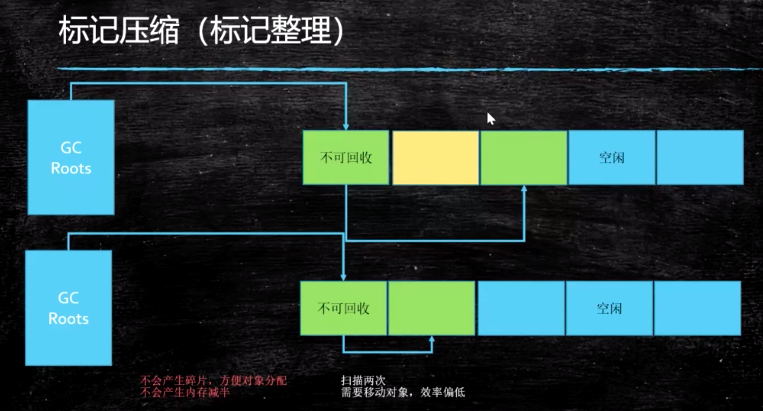 标记压缩（标记整理）
GC
Roots
不可回收
空闲
GC
Roots
不可回收
空闲
不会产生碎片，方便对象分配
不会产生内存减半
扫描两次
需要移动对象，效率偏低